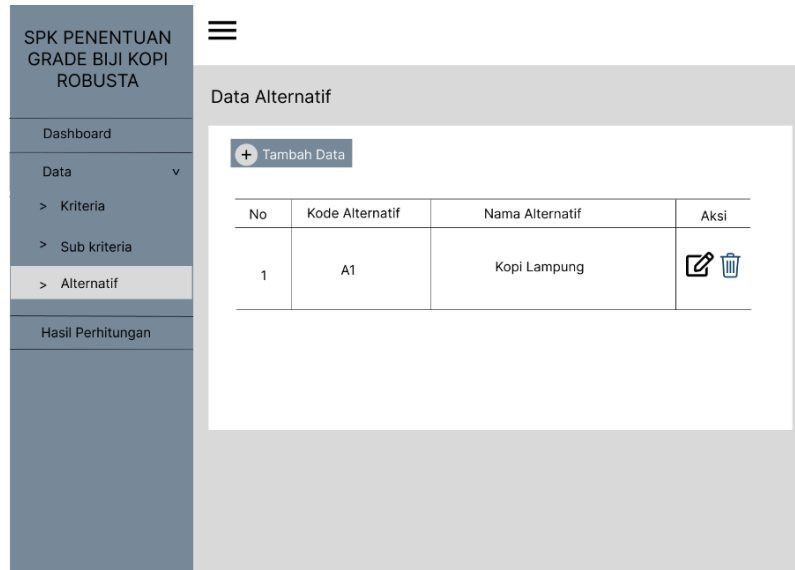 SPK PENENTUAN
GRADE BIJI KOPI
ROBUSTA
Dashboard
Data v
> Kriteria
> Sub kriteria
> Alternatif
Hasil Perhitungan
Data Alternatif
+ Tambah Data
No Kode Alternatif Nama Alternatif Aksi
1 A1 Kopi Lampung